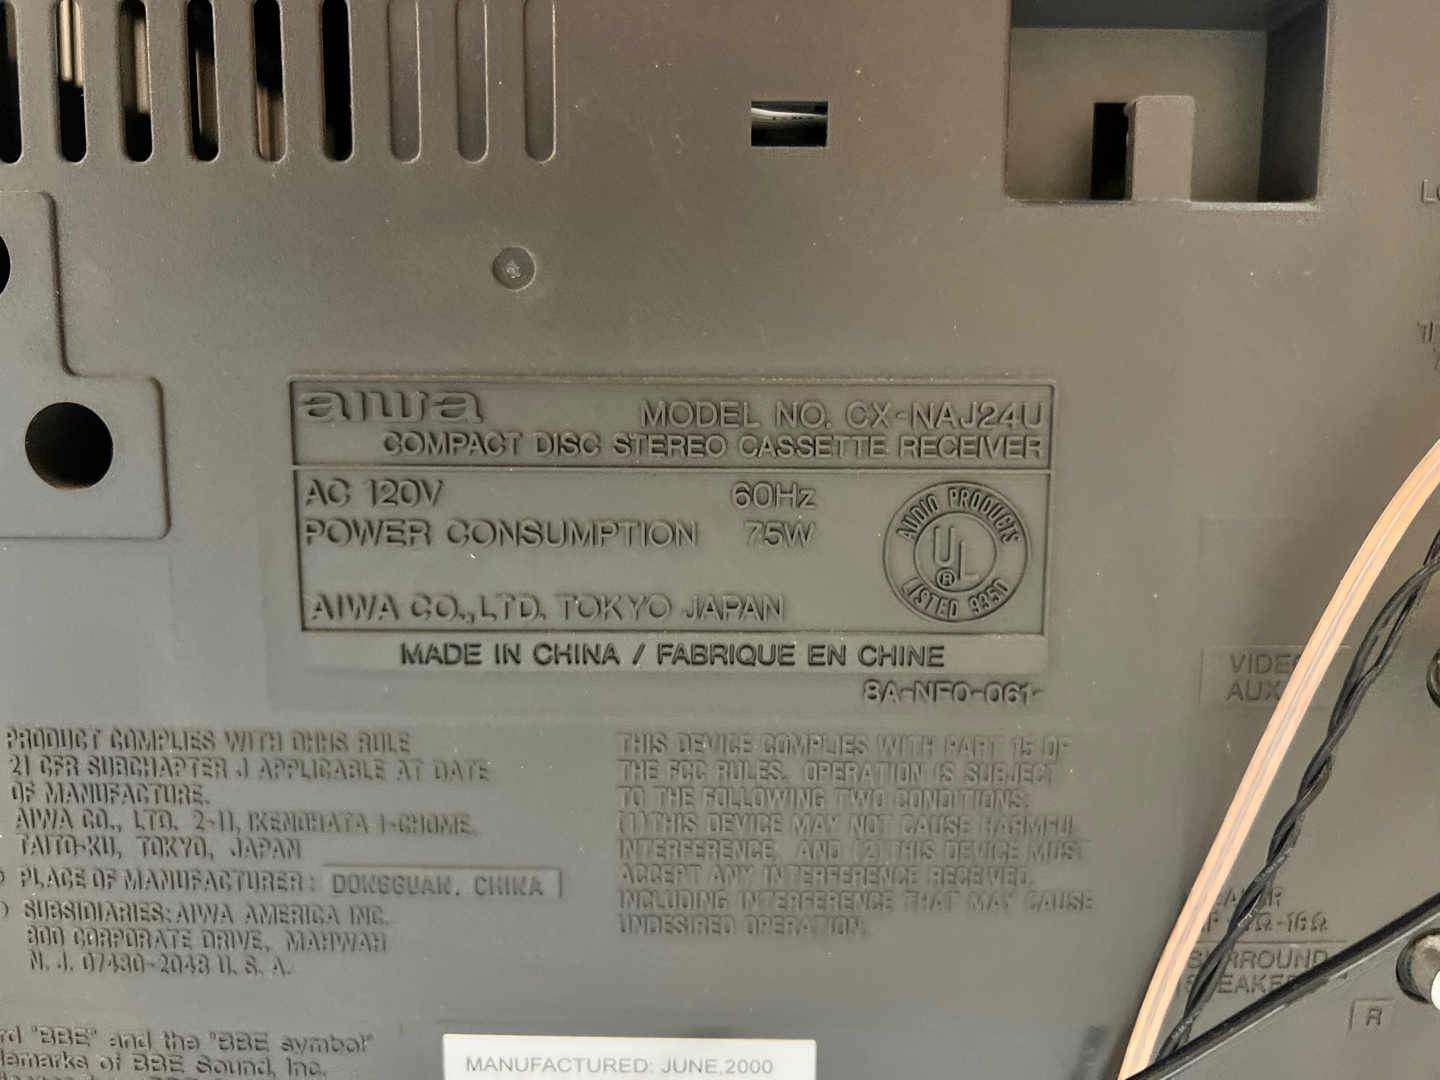 aiwa MODEL NO. CX-NAJ24U
COMPACT DISC STEREO CASSETTE RECEIVER
AC 120V 60Hz
POWER CONSUMPTION 75W
AUDIO PRODUCTS
UL
®
LISTED 935D
AIWA CO.,LTD. TOKYO JAPAN
MADE IN CHINA / FABRIQUE EN CHINE
8A-NF0-061-
PRODUCT COMPLIES WITH DHHS RULE
21 CFR SUBCHAPTER J APPLICABLE AT DATE
OF MANUFACTURE.
AIWA CO., LTD. 2-11, IKENOHATA 1-CHOME,
TAITO-KU, TOKYO, JAPAN
PLACE OF MANUFACTURER: DONGGUAN. CHINA
SUBSIDIARIES: AIWA AMERICA INC.
800 CORPORATE DRIVE, MAHWAH
N. J. 07430-2048 U. S. A.
THIS DEVICE COMPLIES WITH PART 15 OF
THE FCC RULES. OPERATION IS SUBJECT
TO THE FOLLOWING TWO CONDITIONS:
(1) THIS DEVICE MAY NOT CAUSE HARMFUL
INTERFERENCE, AND (2) THIS DEVICE MUST
ACCEPT ANY INTERFERENCE RECEIVED,
INCLUDING INTERFERENCE THAT MAY CAUSE
UNDESIRED OPERATION.
VIDEO
AUX
Ω-16Ω
SURROUND
SPEAKE
R
"BBE" and the "BBE symbol"
of BBE Sound, Inc.
MANUFACTURED: JUNE,2000